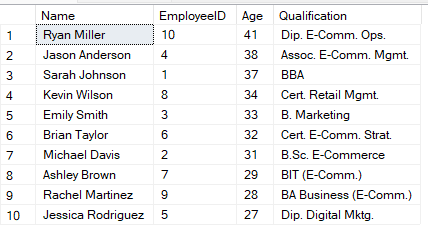 Name EmployeeID Age Qualification
1 Ryan Miller 10 41 Dip. E-Comm. Ops.
2 Jason Anderson 4 38 Assoc. E-Comm. Mgmt.
3 Sarah Johnson 1 37 BBA
4 Kevin Wilson 8 34 Cert. Retail Mgmt.
5 Emily Smith 3 33 B. Marketing
6 Brian Taylor 6 32 Cert. E-Comm. Strat.
7 Michael Davis 2 31 B.Sc. E-Commerce
8 Ashley Brown 7 29 BIT (E-Comm.)
9 Rachel Martinez 9 28 BA Business (E-Comm.)
10 Jessica Rodriguez 5 27 Dip. Digital Mktg.